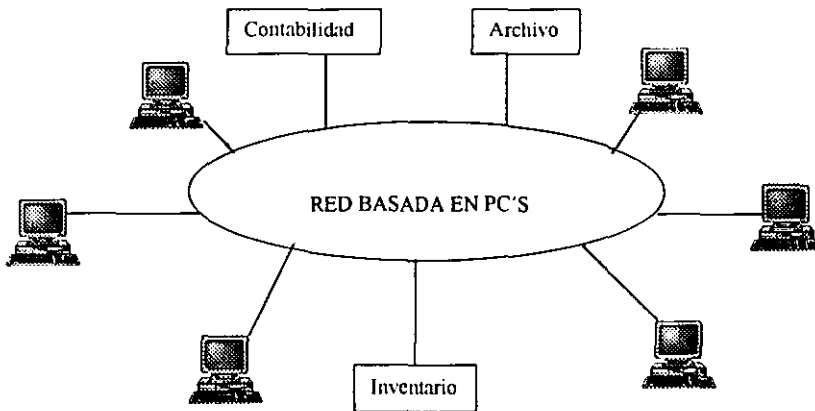 Contabilidad
Archivo
RED BASADA EN PC´S
Inventario